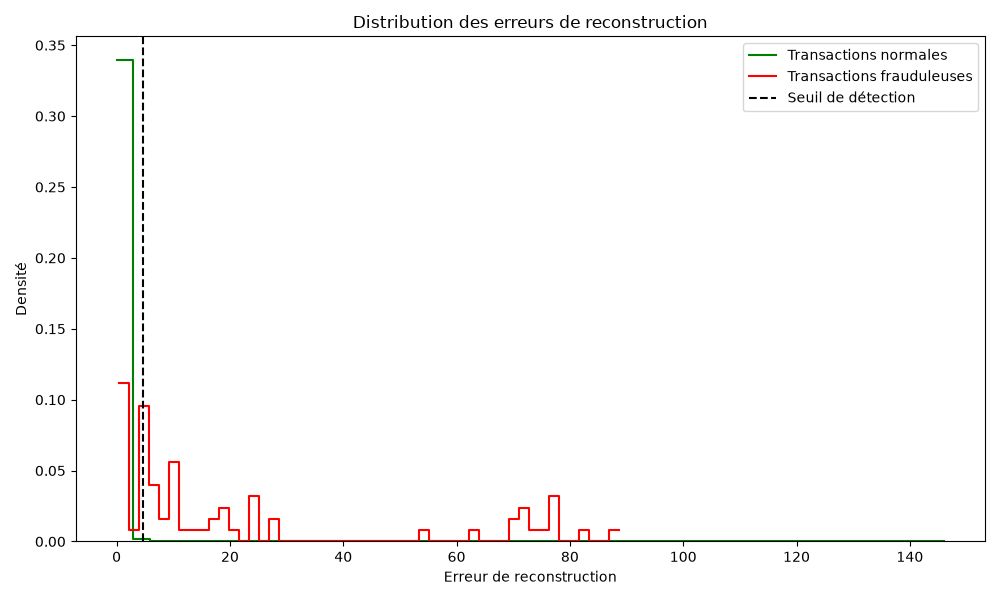 Distribution des erreurs de reconstruction
Transactions normales
Transactions frauduleuses
Seuil de détection
Densité
0.35
0.30
0.25
0.20
0.15
0.10
0.05
0.00
0 20 40 60 80 100 120 140
Erreur de reconstruction